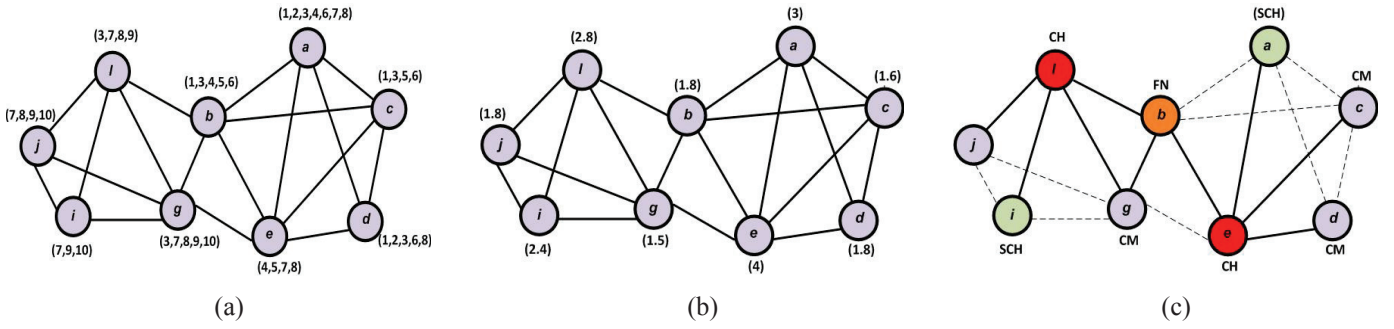 (1,2,3,4,6,7,8)
a
(3,7,8,9)
l
(1,3,4,5,6)
b
(1,3,5,6)
c
(7,8,9,10)
j
i
(7,9,10)
g
(3,7,8,9,10)
e
(4,5,7,8)
d
(1,2,3,6,8)
(a)
(3)
a
(2.8)
l
(1.8)
b
(1.6)
c
(1.8)
j
i
(2.4)
g
(1.5)
e
(4)
d
(1.8)
(b)
(SCH)
a
CH
l
FN
b
CM
c
j
i
SCH
g
CM
e
CH
d
CM
(c)